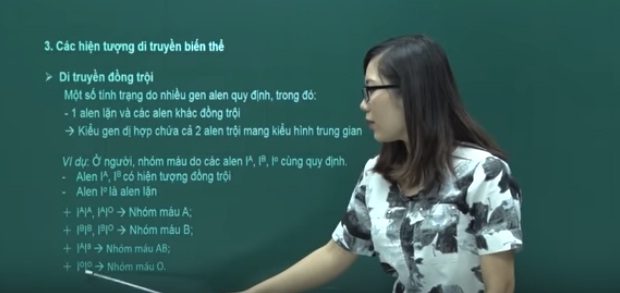 3. Các hiện tượng di truyền biến thể
➢ Di truyền đồng trội
Một số tính trạng do nhiều gen alen quy định, trong đó:
- 1 alen lặn và các alen khác đồng trội
→ Kiểu gen dị hợp chứa cả 2 alen trội mang kiểu hình trung gian
Ví dụ: Ở người, nhóm máu do các alen Iᴬ, Iᴮ, Iᵒ cùng quy định.
- Alen Iᴬ, Iᴮ có hiện tượng đồng trội
- Alen Iᵒ là alen lặn
+ IᴬIᴬ, IᴬIᴼ → Nhóm máu A;
+ IᴮIᴮ, IᴮIᴼ → Nhóm máu B;
+ IᴬIᴮ → Nhóm máu AB;
+ IᴼIᴼ → Nhóm máu O.